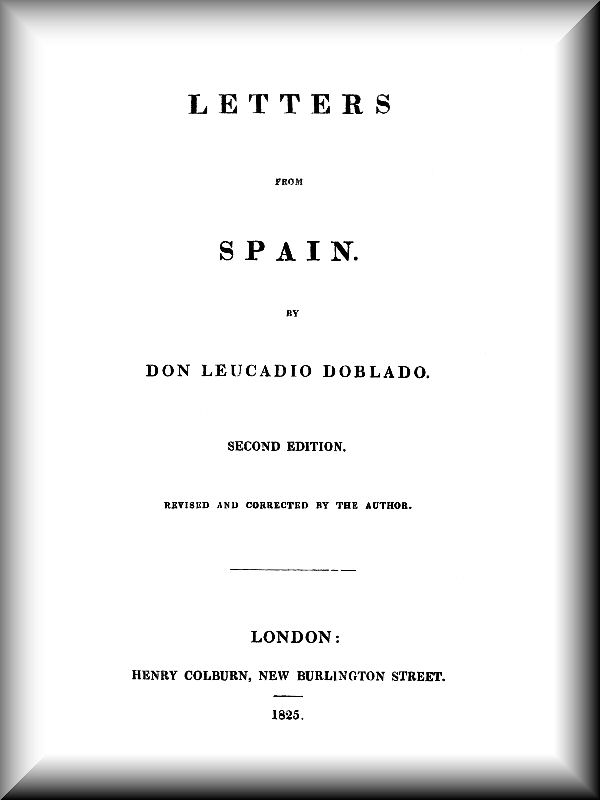 LETTERS
FROM
SPAIN.
BY
DON LEUCADIO DOBLADO.
SECOND EDITION.
REVISED AND CORRECTED BY THE AUTHOR.
LONDON:
HENRY COLBURN, NEW BURLINGTON STREET.
1825.